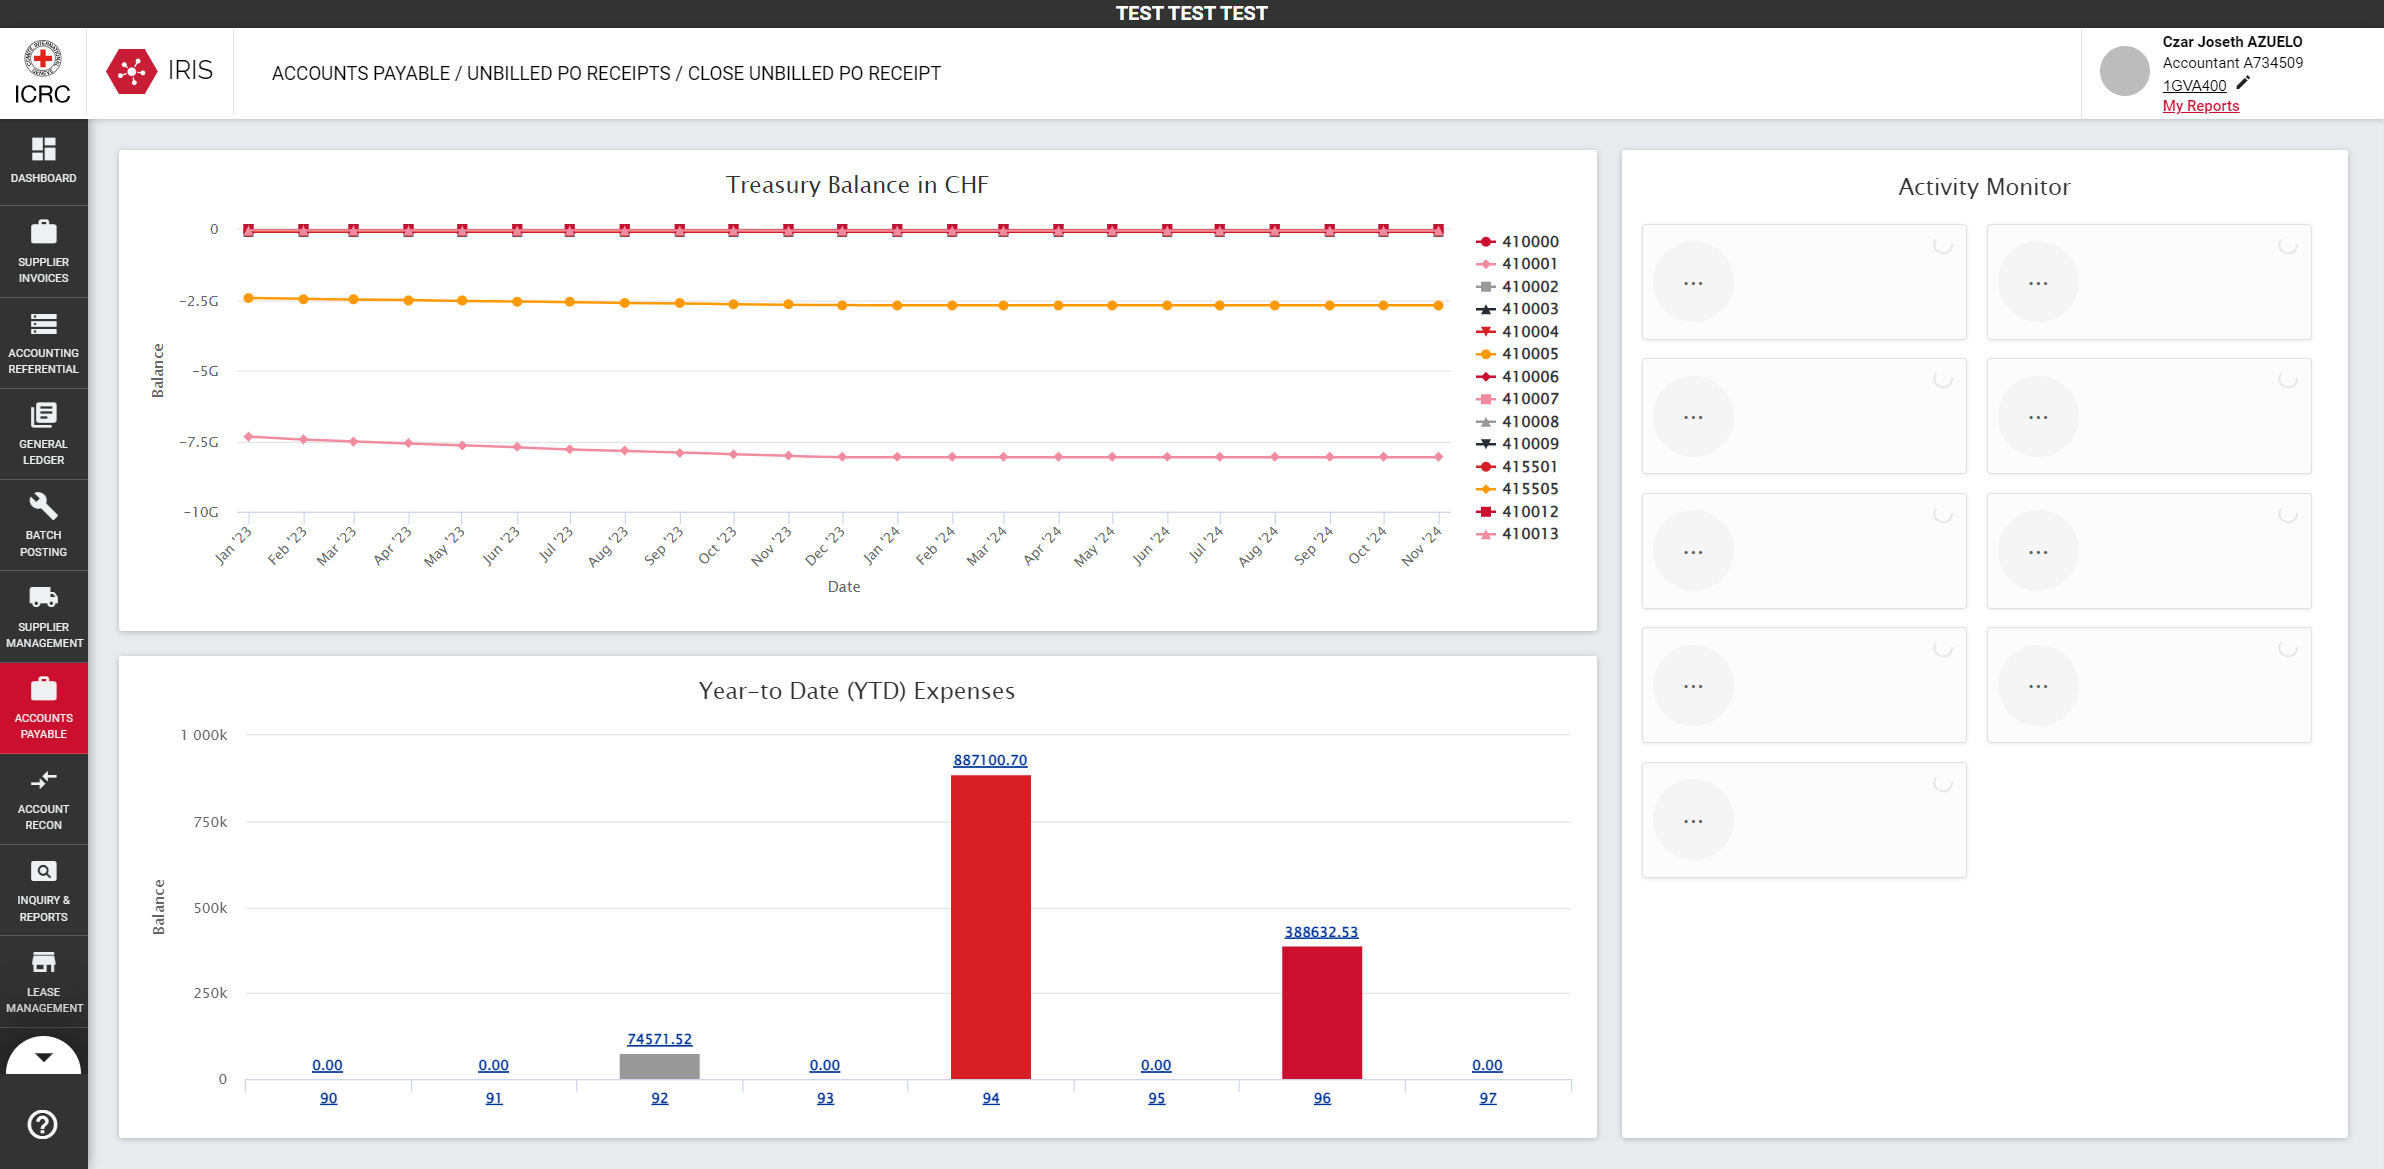 TEST TEST TEST
ICRC
IRIS
ACCOUNTS PAYABLE / UNBILLED PO RECEIPTS / CLOSE UNBILLED PO RECEIPT
Czar Joseth AZUELO
Accountant A734509
1GVA400
My Reports
DASHBOARD
SUPPLIER
INVOICES
ACCOUNTING
REFERENTIAL
GENERAL
LEDGER
BATCH
POSTING
SUPPLIER
MANAGEMENT
ACCOUNTS
PAYABLE
ACCOUNT
RECON
INQUIRY &
REPORTS
LEASE
MANAGEMENT
Treasury Balance in CHF
Balance
0
−2.5G
−5G
−7.5G
−10G
Jan '23
Feb '23
Mar '23
Apr '23
May '23
Jun '23
Jul '23
Aug '23
Sep '23
Oct '23
Nov '23
Dec '23
Jan '24
Feb '24
Mar '24
Apr '24
May '24
Jun '24
Jul '24
Aug '24
Sep '24
Oct '24
Nov '24
Date
410000
410001
410002
410003
410004
410005
410006
410007
410008
410009
415501
415505
410012
410013
Year-to Date (YTD) Expenses
Balance
1 000k
750k
500k
250k
0
0.00
0.00
74571.52
0.00
887100.70
0.00
388632.53
0.00
90
91
92
93
94
95
96
97
Activity Monitor
...
...
...
...
...
...
...
...
...